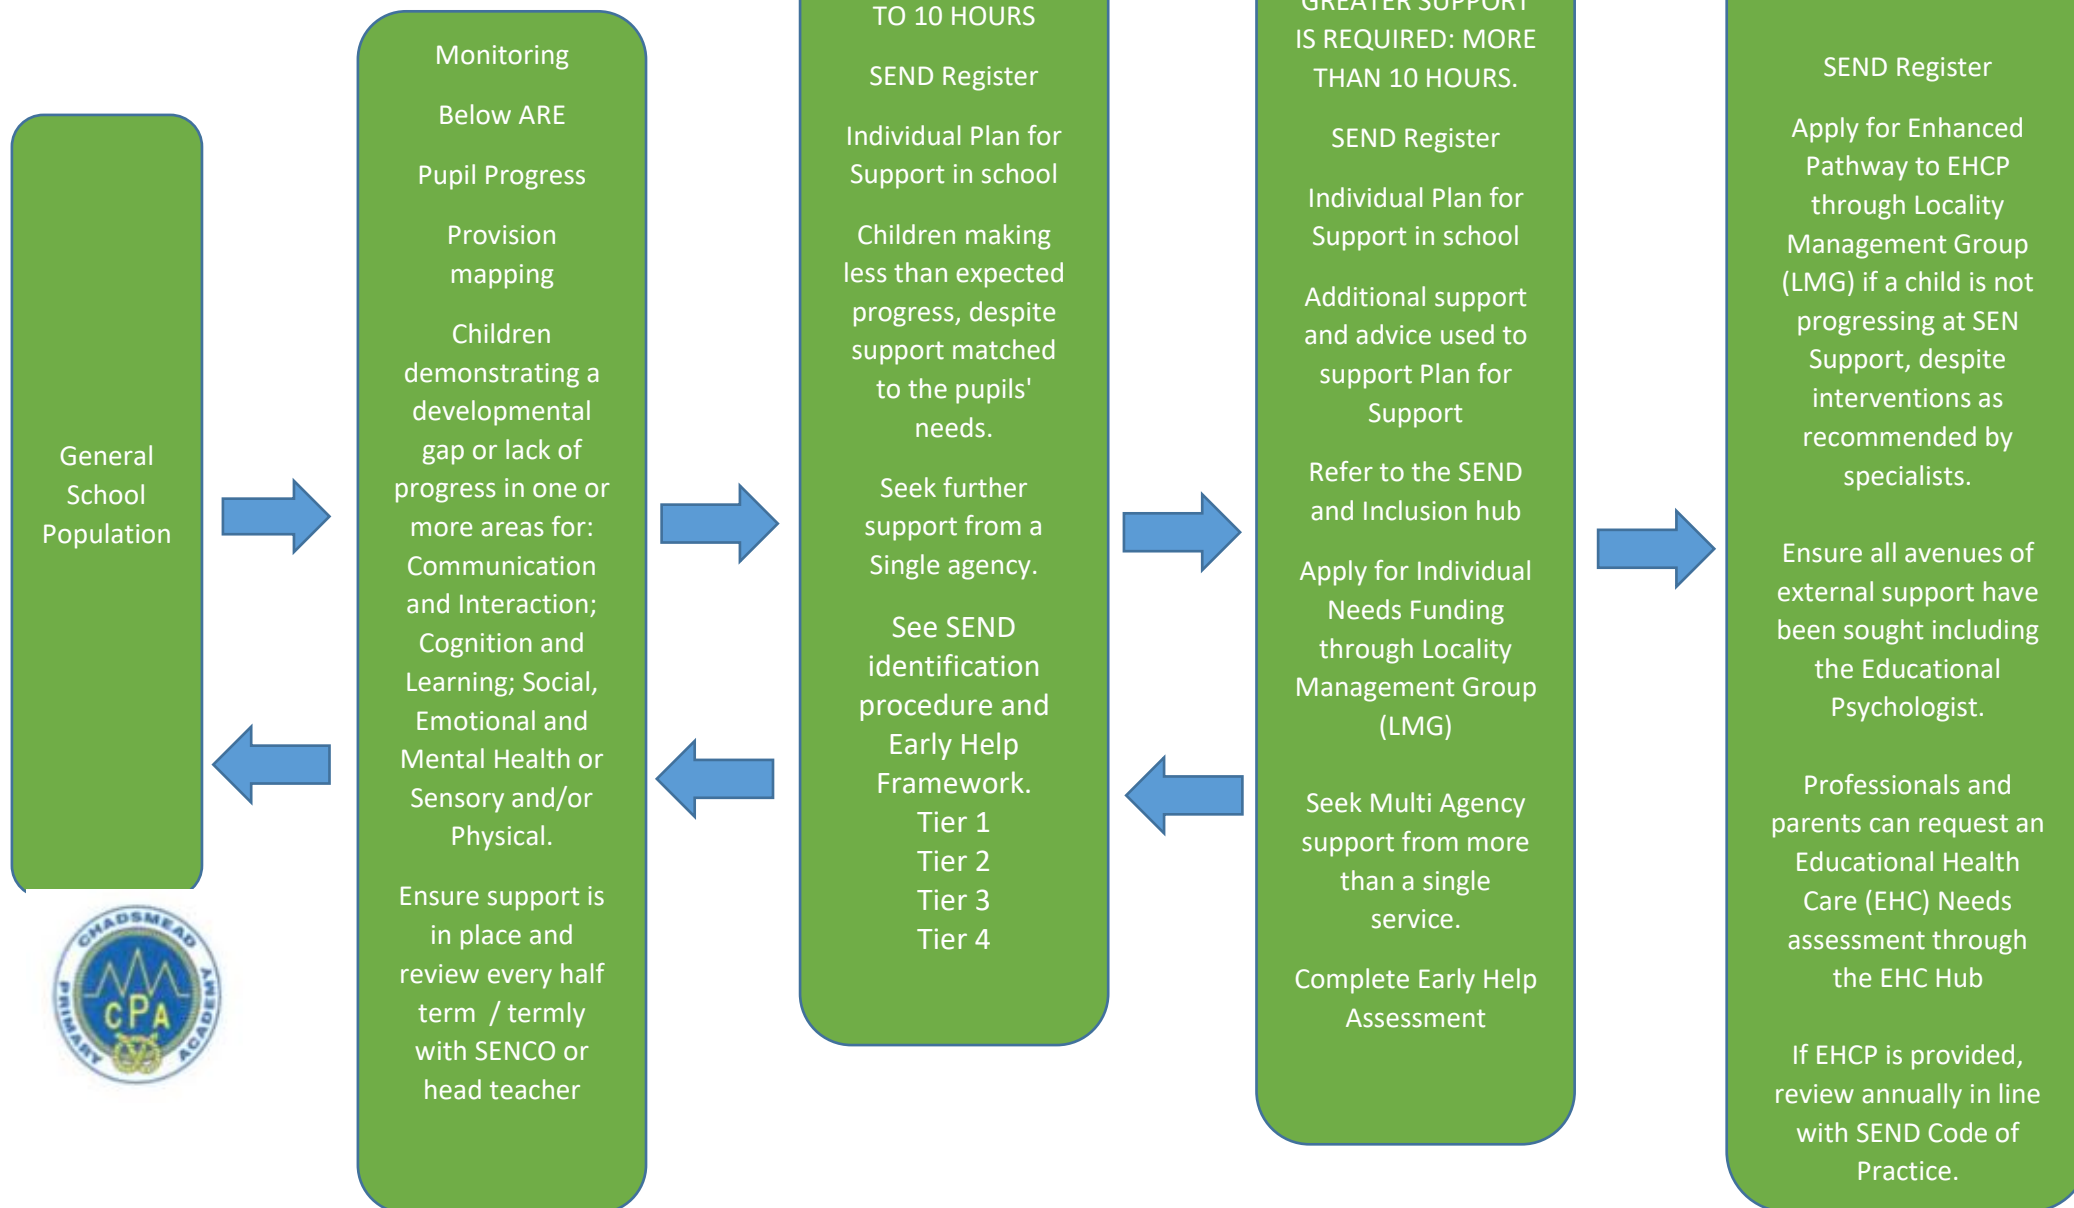 General
School
Population
CHADSMEAD
PRIMARY
ACADEMY
CPA
Monitoring
Below ARE
Pupil Progress
Provision
mapping
Children
demonstrating a
developmental
gap or lack of
progress in one or
more areas for:
Communication
and Interaction;
Cognition and
Learning; Social,
Emotional and
Mental Health or
Sensory and/or
Physical.
Ensure support is
in place and
review every half
term  / termly
with SENCO or
head teacher
TO 10 HOURS
SEND Register
Individual Plan for
Support in school
Children making
less than expected
progress, despite
support matched
to the pupils'
needs.
Seek further
support from a
Single agency.
See SEND
identification
procedure and
Early Help
Framework.
Tier 1
Tier 2
Tier 3
Tier 4
GREATER SUPPORT
IS REQUIRED: MORE
THAN 10 HOURS.
SEND Register
Individual Plan for
Support in school
Additional support
and advice used to
support Plan for
Support
Refer to the SEND
and Inclusion hub
Apply for Individual
Needs Funding
through Locality
Management Group
(LMG)
Seek Multi Agency
support from more
than a single
service.
Complete Early Help
Assessment
SEND Register
Apply for Enhanced
Pathway to EHCP
through Locality
Management Group
(LMG) if a child is not
progressing at SEN
Support, despite
interventions as
recommended by
specialists.
Ensure all avenues of
external support have
been sought including
the Educational
Psychologist.
Professionals and
parents can request an
Educational Health
Care (EHC) Needs
assessment through
the EHC Hub
If EHCP is provided,
review annually in line
with SEND Code of
Practice.